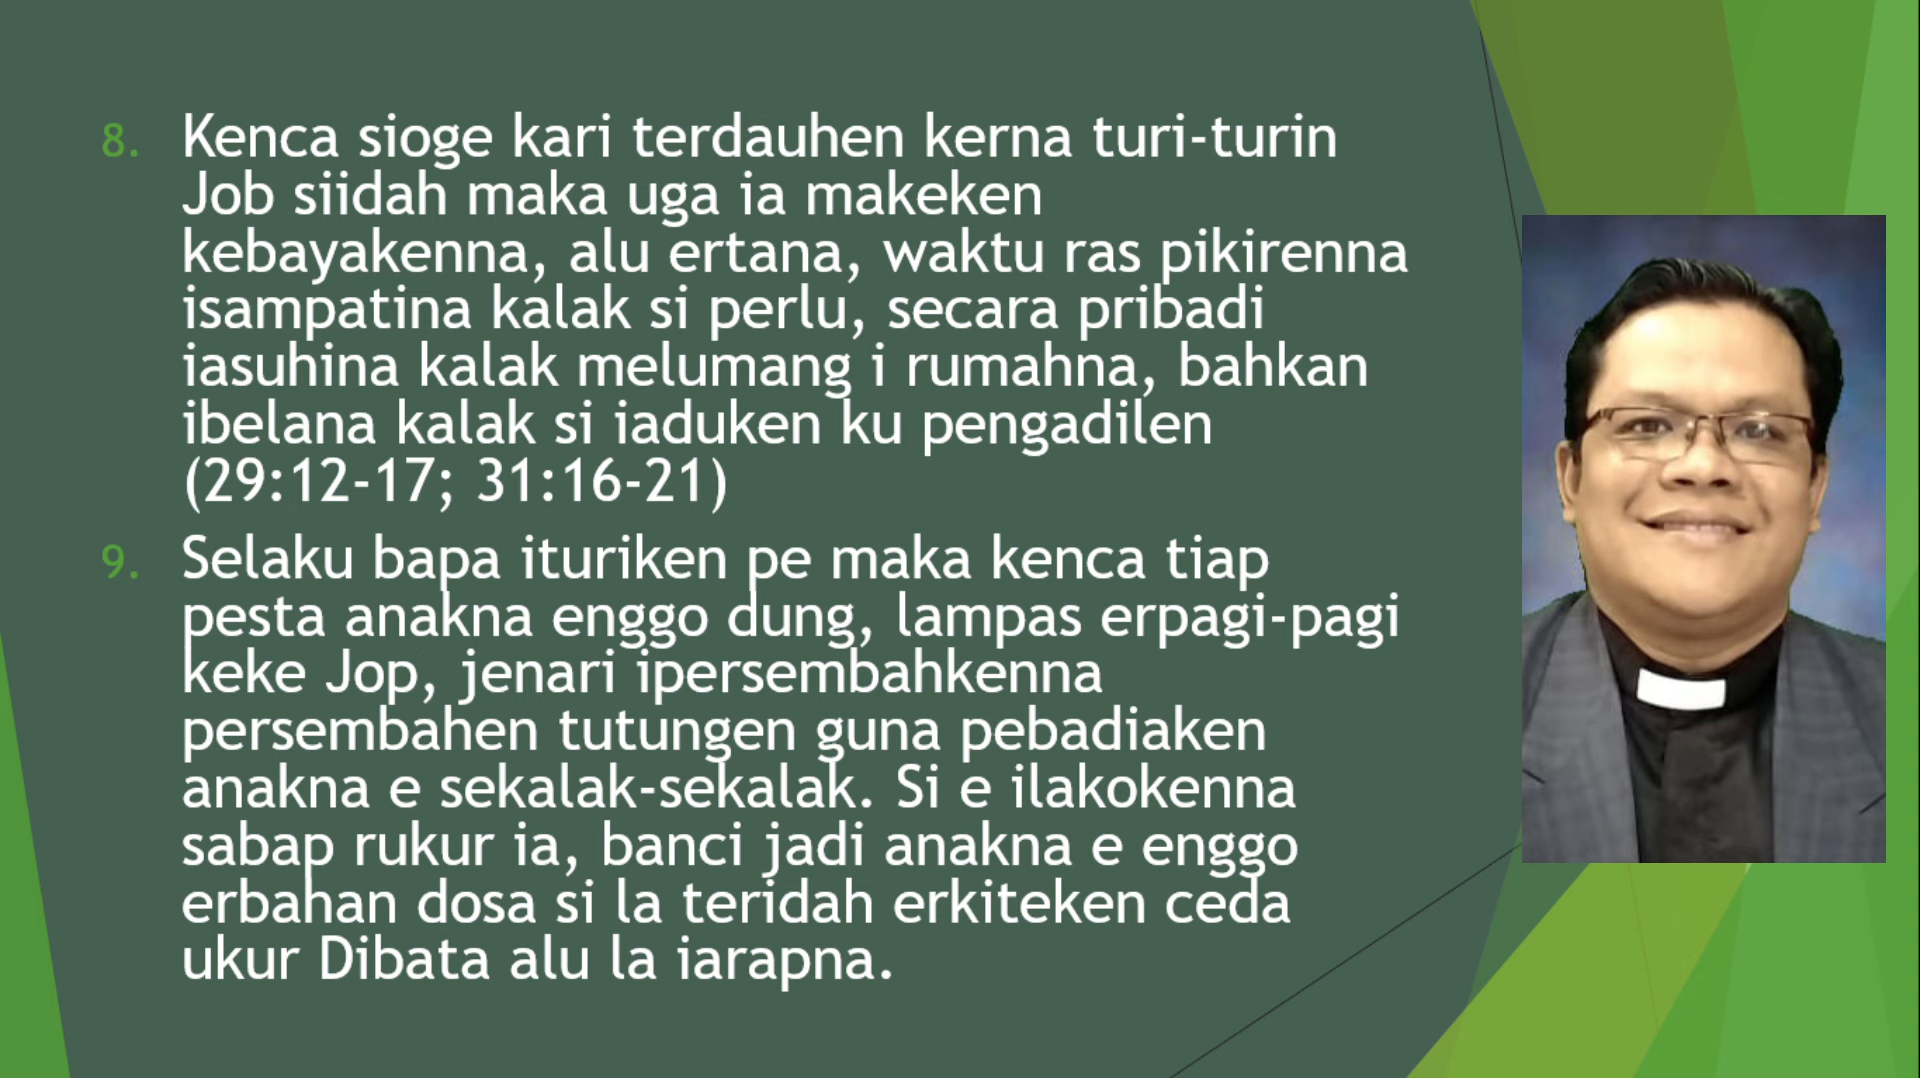 8. Kenca sioge kari terdauhen kerna turi-turin
Job siidah maka uga ia makeken
kebayakenna, alu ertana, waktu ras pikirenna
isampatina kalak si perlu, secara pribadi
iasuhina kalak melumang i rumahna, bahkan
ibelana kalak si iaduken ku pengadilen
(29:12-17; 31:16-21)
9. Selaku bapa ituriken pe maka kenca tiap
pesta anakna enggo dung, lampas erpagi-pagi
keke Jop, jenari ipersembahkenna
persembahen tutungen guna pebadiaken
anakna e sekalak-sekalak. Si e ilakokenna
sabap rukur ia, banci jadi anakna e enggo
erbahan dosa si la teridah erkiteken ceda
ukur Dibata alu la iarapna.